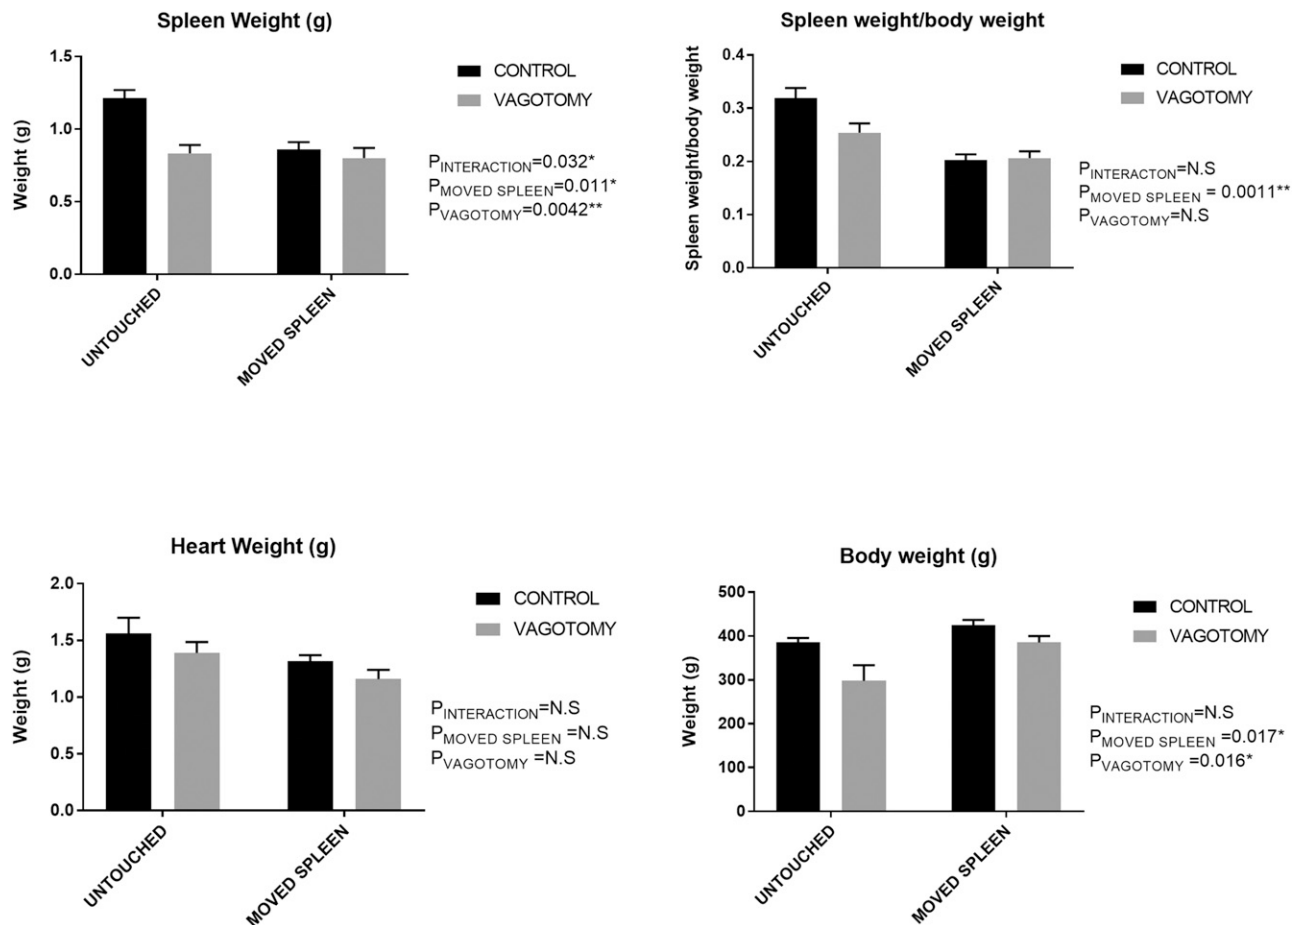 Spleen Weight (g)
Weight (g)
1.5
1.0
0.5
0.0
UNTOUCHED
MOVED SPLEEN
CONTROL
VAGOTOMY
PINTERACTION=0.032*
PMOVED SPLEEN=0.011*
PVAGOTOMY=0.0042**
Spleen weight/body weight
Spleen weight/body weight
0.4
0.3
0.2
0.1
0.0
UNTOUCHED
MOVED SPLEEN
CONTROL
VAGOTOMY
PINTERACTON=N.S
PMOVED SPLEEN = 0.0011**
PVAGOTOMY=N.S
Heart Weight (g)
Weight (g)
2.0
1.5
1.0
0.5
0.0
UNTOUCHED
MOVED SPLEEN
CONTROL
VAGOTOMY
PINTERACTION=N.S
PMOVED SPLEEN =N.S
PVAGOTOMY =N.S
Body weight (g)
Weight (g)
500
400
300
200
100
0
UNTOUCHED
MOVED SPLEEN
CONTROL
VAGOTOMY
PINTERACTION=N.S
PMOVED SPLEEN =0.017*
PVAGOTOMY =0.016*